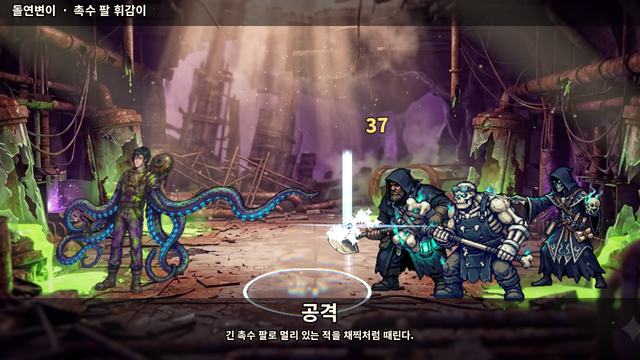 돌연변이 · 촉수 팔 휘감이
37
공격
긴 촉수 팔로 멀리 있는 적을 채찍처럼 때린다.